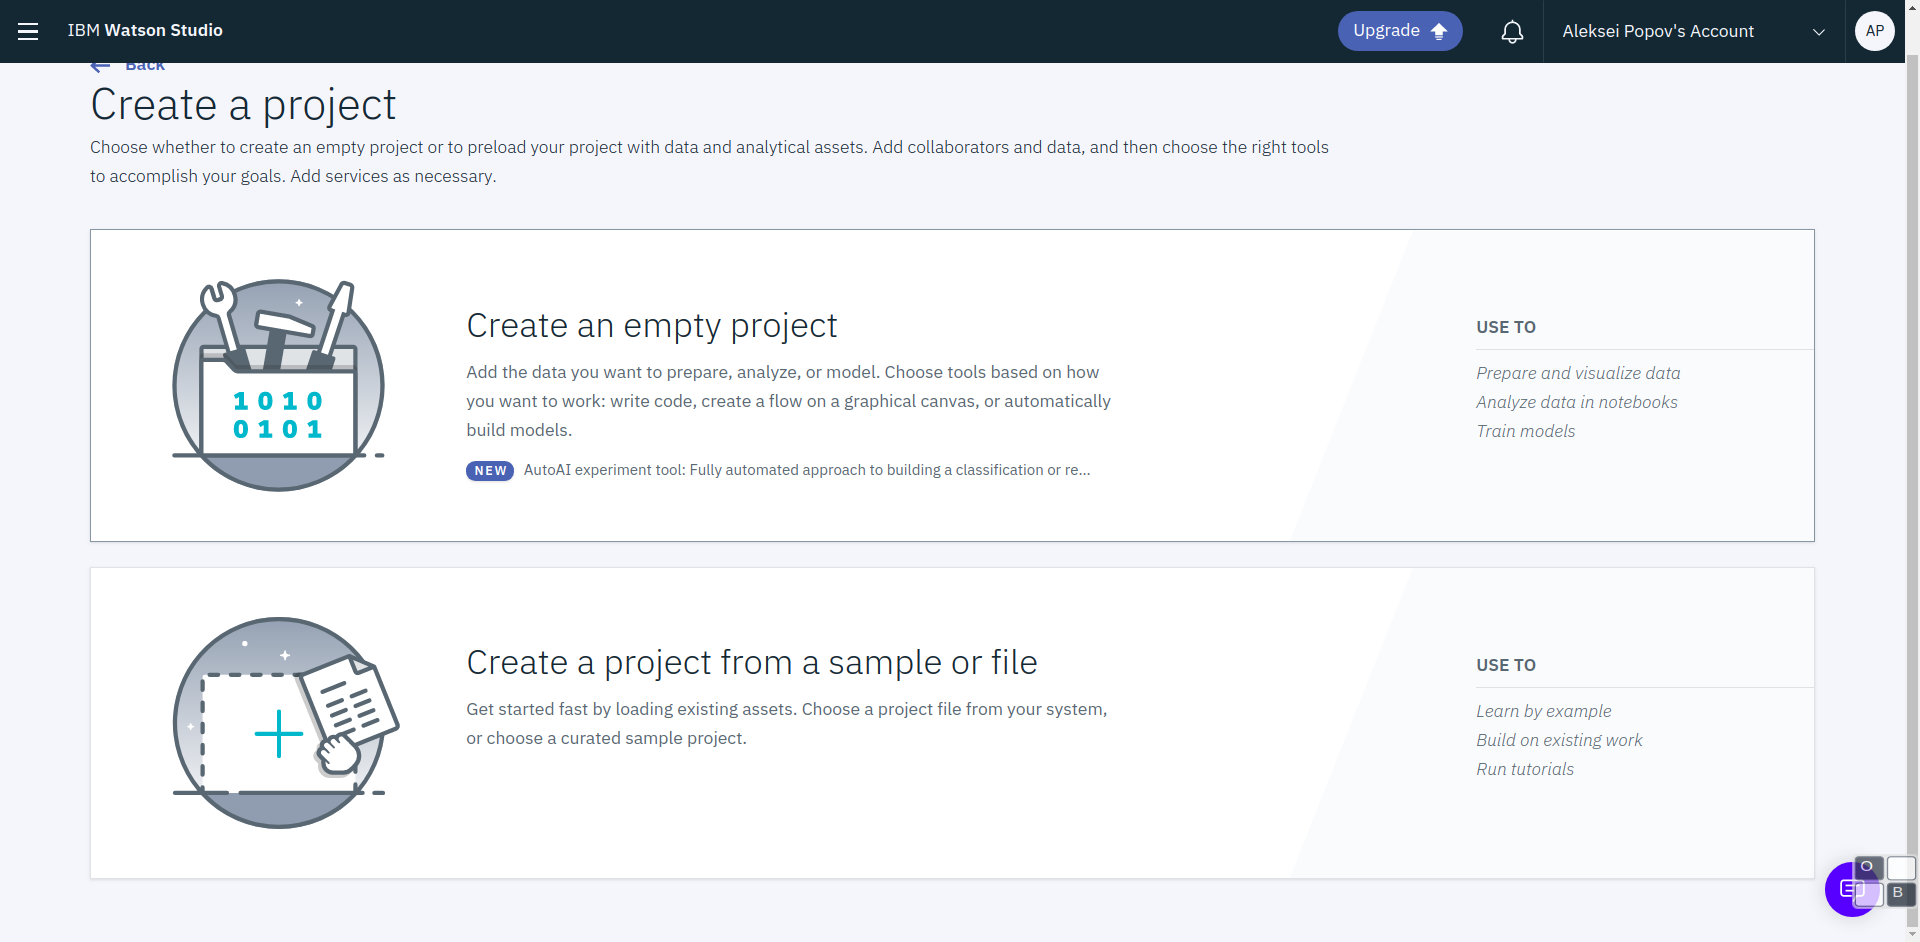 IBM Watson Studio
Upgrade
Aleksei Popov's Account
AP
Back
Create a project
Choose whether to create an empty project or to preload your project with data and analytical assets. Add collaborators and data, and then choose the right tools
to accomplish your goals. Add services as necessary.
1010
0101
Create an empty project
Add the data you want to prepare, analyze, or model. Choose tools based on how
you want to work: write code, create a flow on a graphical canvas, or automatically
build models.
NEW AutoAI experiment tool: Fully automated approach to building a classification or re...
USE TO
Prepare and visualize data
Analyze data in notebooks
Train models
Create a project from a sample or file
Get started fast by loading existing assets. Choose a project file from your system,
or choose a curated sample project.
USE TO
Learn by example
Build on existing work
Run tutorials
O
B